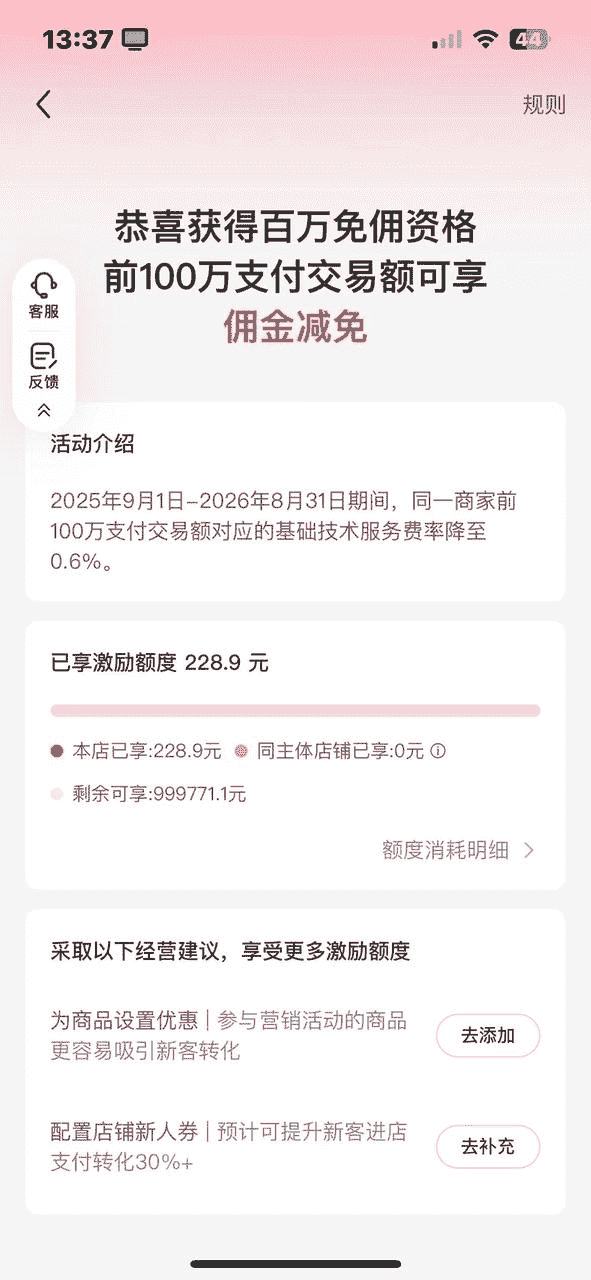 13:37
44
规则
恭喜获得百万免佣资格
前100万支付交易额可享
佣金减免
客服
反馈
活动介绍
2025年9月1日-2026年8月31日期间，同一商家前
100万支付交易额对应的基础技术服务费率降至
0.6%。
已享激励额度 228.9 元
本店已享:228.9元 同主体店铺已享:0元
剩余可享:999771.1元
额度消耗明细
采取以下经营建议，享受更多激励额度
为商品设置优惠 | 参与营销活动的商品
更容易吸引新客转化
去添加
配置店铺新人券 | 预计可提升新客进店
支付转化30%+
去补充